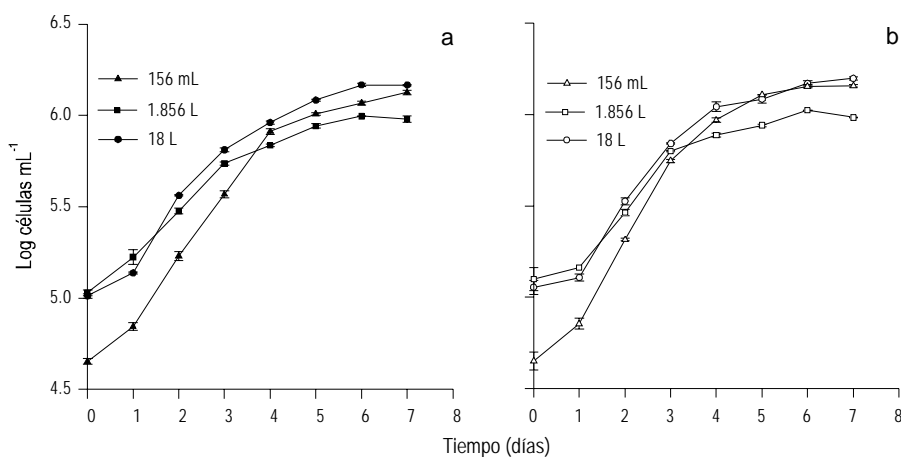 6.5
6.0
5.5
5.0
4.5
Log células mL-1
a
156 mL
1.856 L
18 L
0 1 2 3 4 5 6 7 8
b
156 mL
1.856 L
18 L
0 1 2 3 4 5 6 7 8
Tiempo (días)